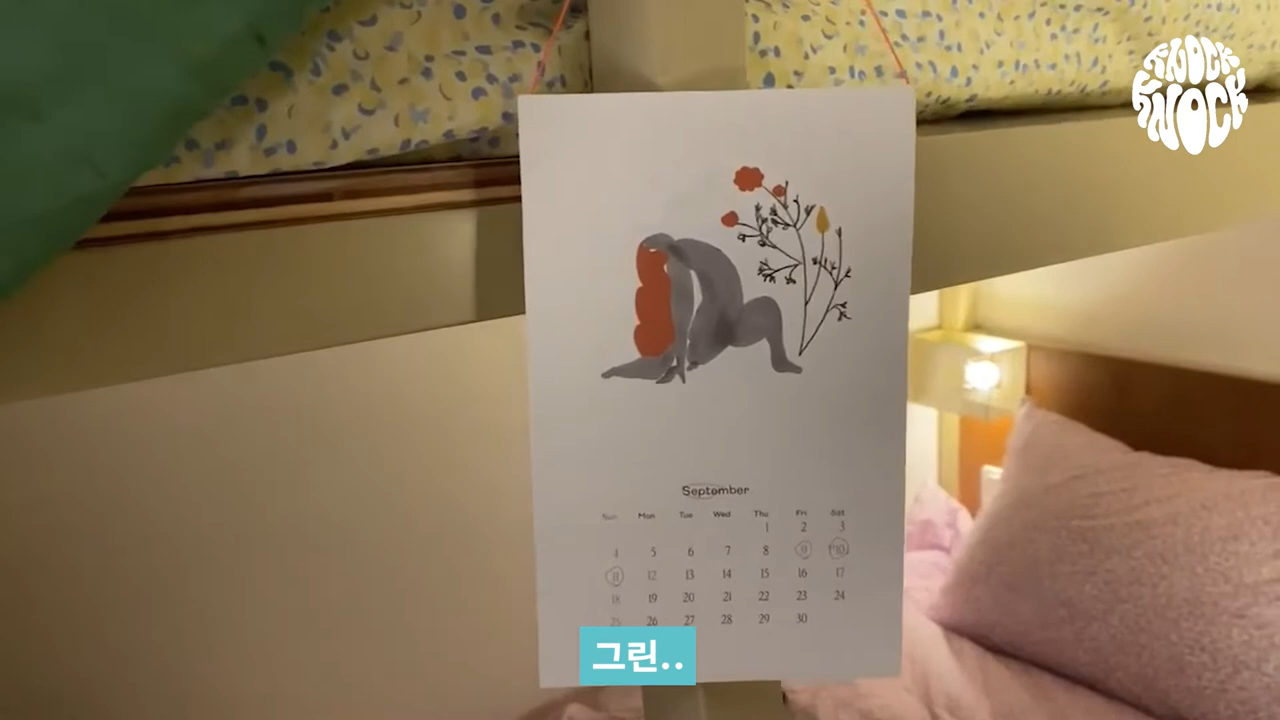 KNOCK
KNOCK
September
Sun Mon Tue Wed Thu Fri Sat
1 2 3
4 5 6 7 8 9 10
11 12 13 14 15 16 17
18 19 20 21 22 23 24
25 26 27 28 29 30
그린..